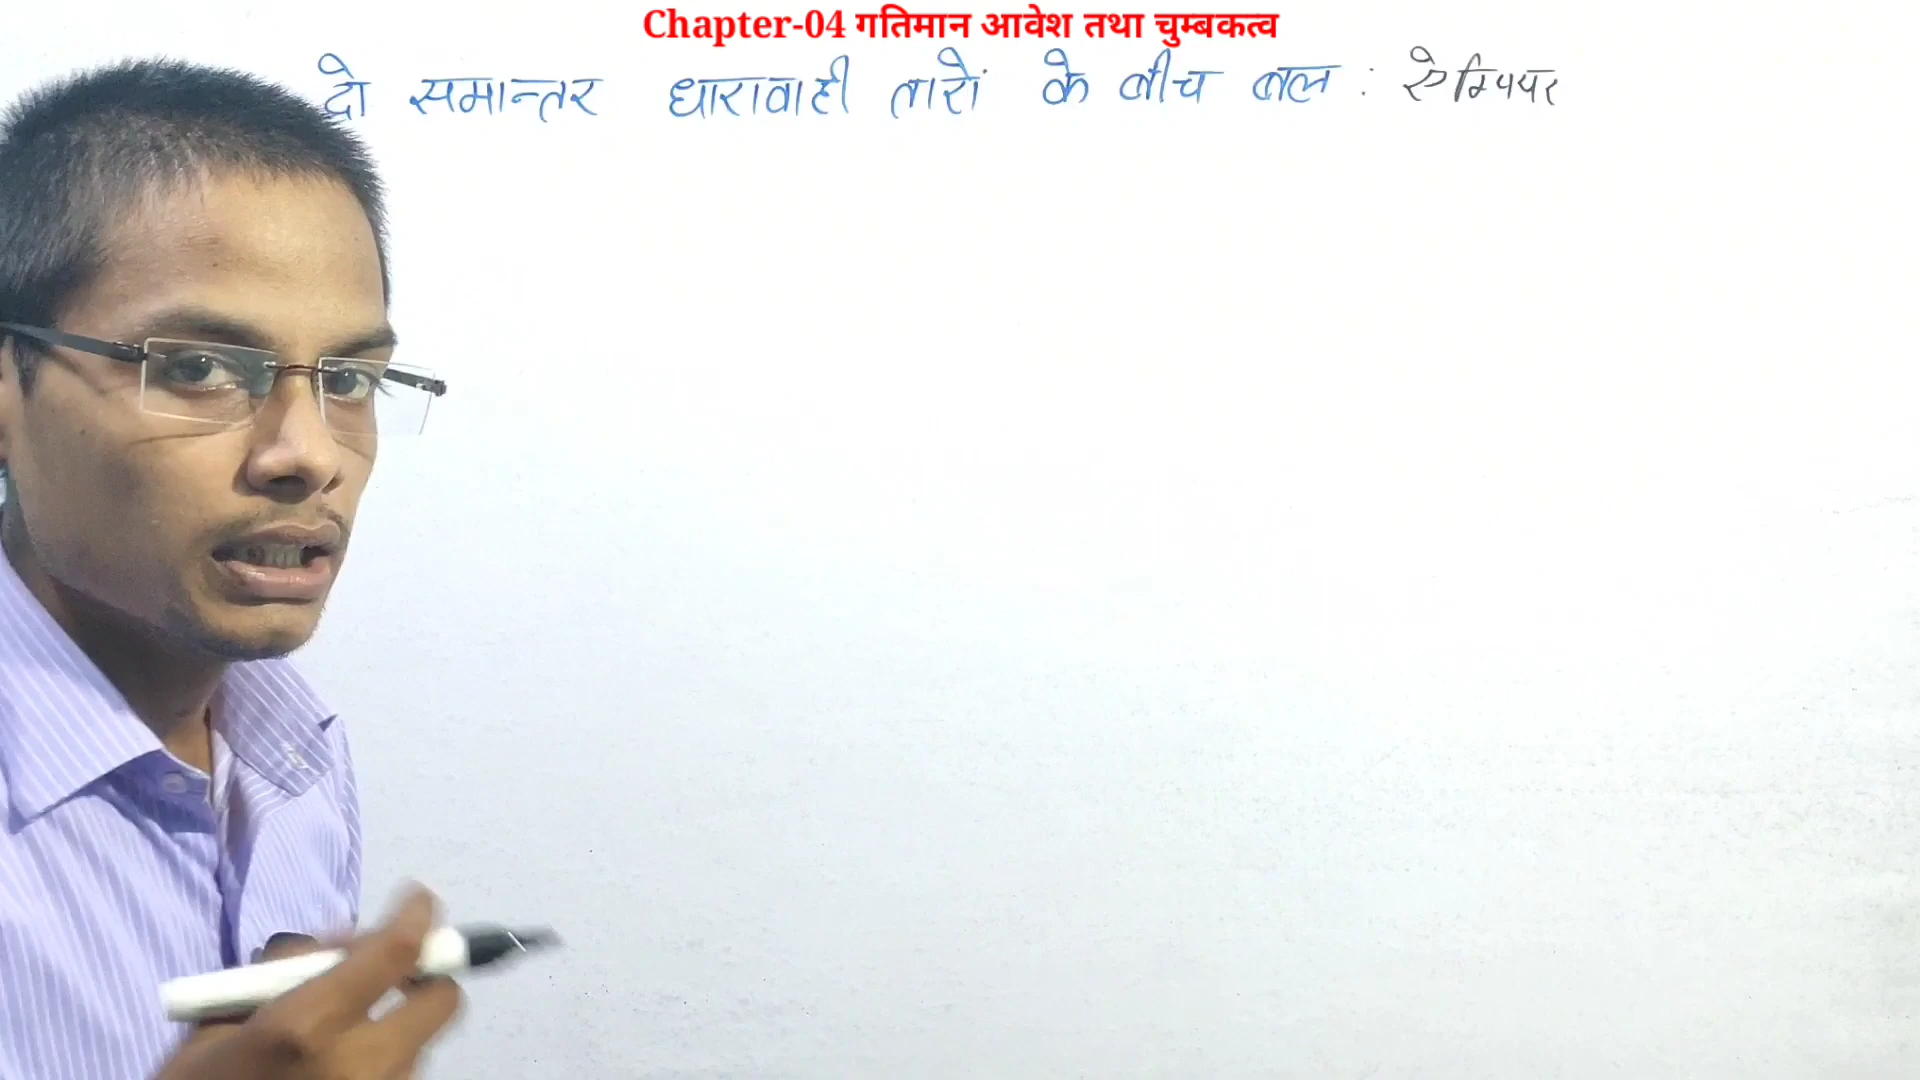 Chapter-04 गतिमान आवेश तथा चुम्बकत्व
दो समान्तर धारावाही तारों के बीच बल : ऐम्पियर